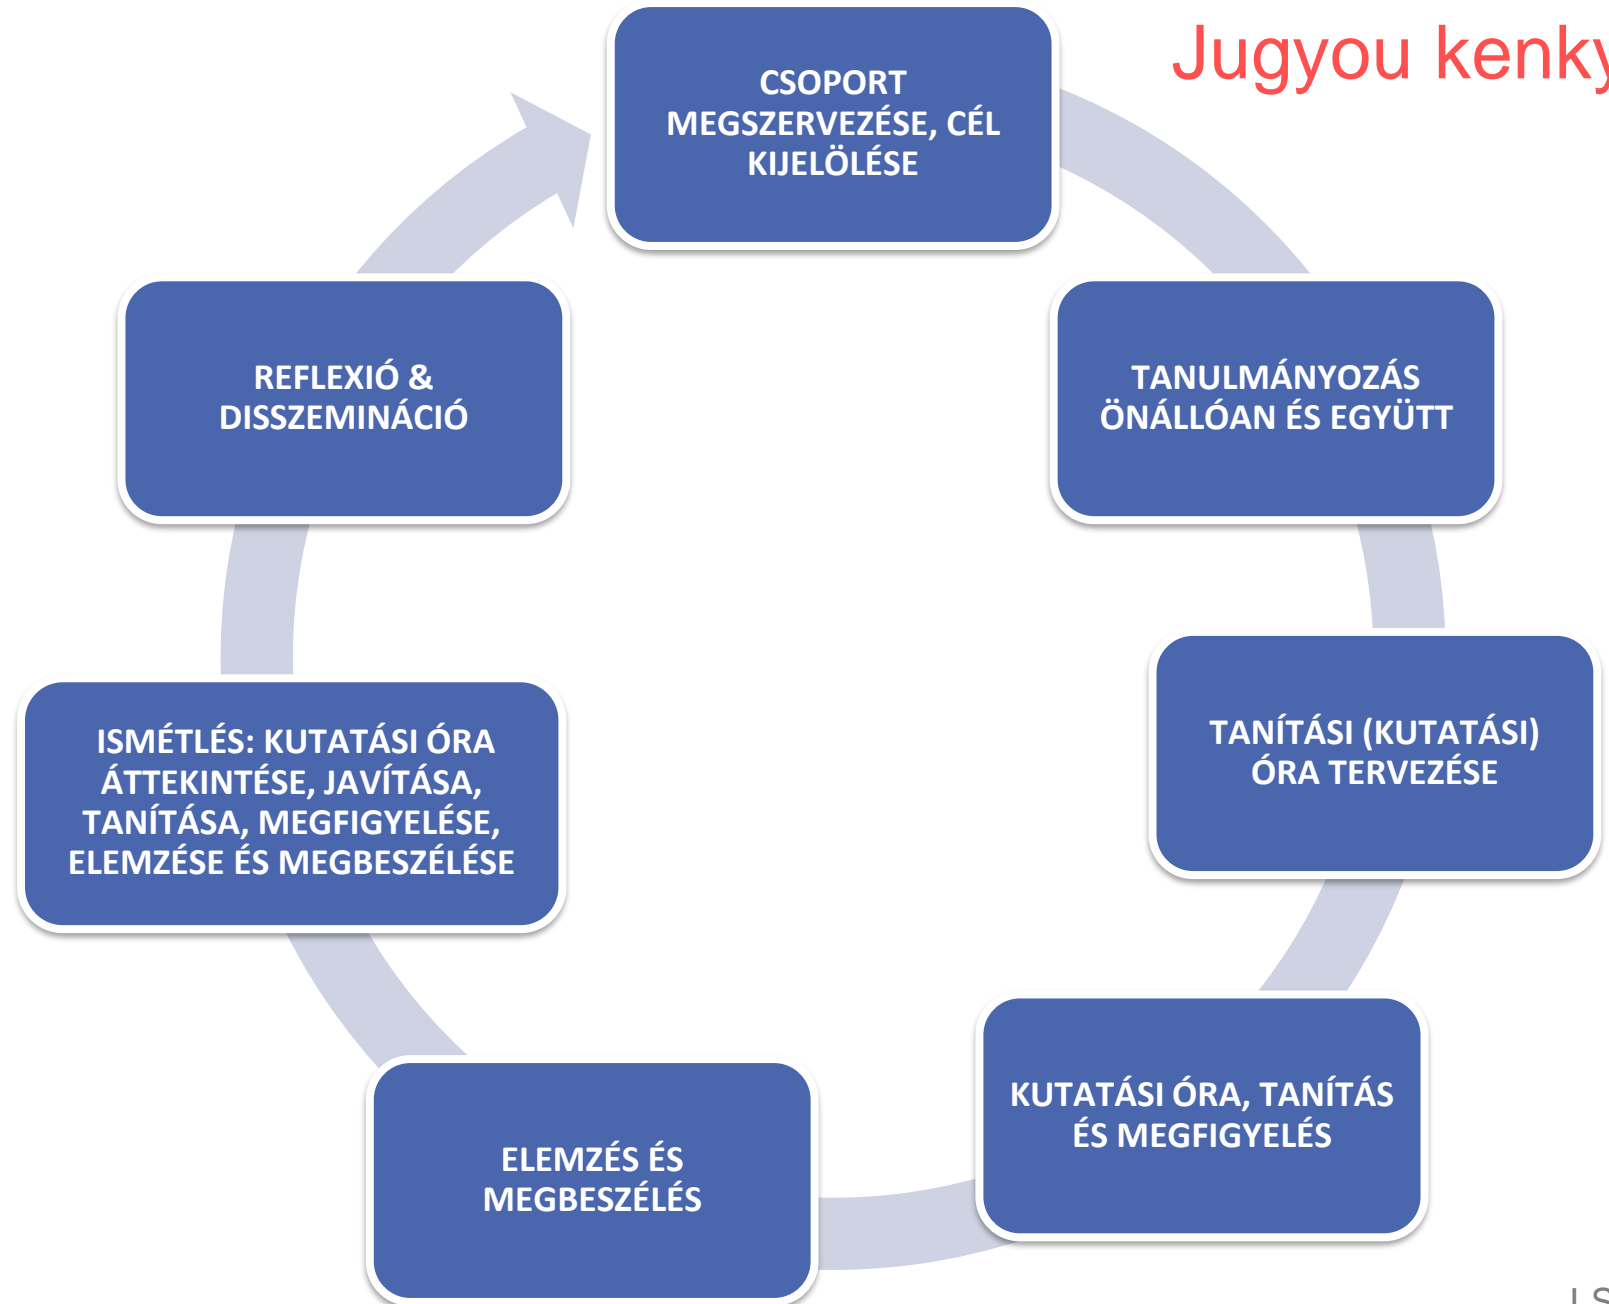 Jugyou
CSOPORT
MEGSZERVEZÉSE, CÉL
KIJELÖLÉSE
TANULMÁNYOZÁS
ÖNÁLLÓAN ÉS EGYÜTT
TANÍTÁSI (KUTATÁSI)
ÓRA TERVEZÉSE
KUTATÁSI ÓRA, TANÍTÁS
ÉS MEGFIGYELÉS
ELEMZÉS ÉS
MEGBESZÉLÉS
ISMÉTLÉS: KUTATÁSI ÓRA
ÁTTEKINTÉSE, JAVÍTÁSA,
TANÍTÁSA, MEGFIGYELÉSE,
ELEMZÉSE ÉS MEGBESZÉLÉSE
REFLEXIÓ &
DISSZEMINÁCIÓ